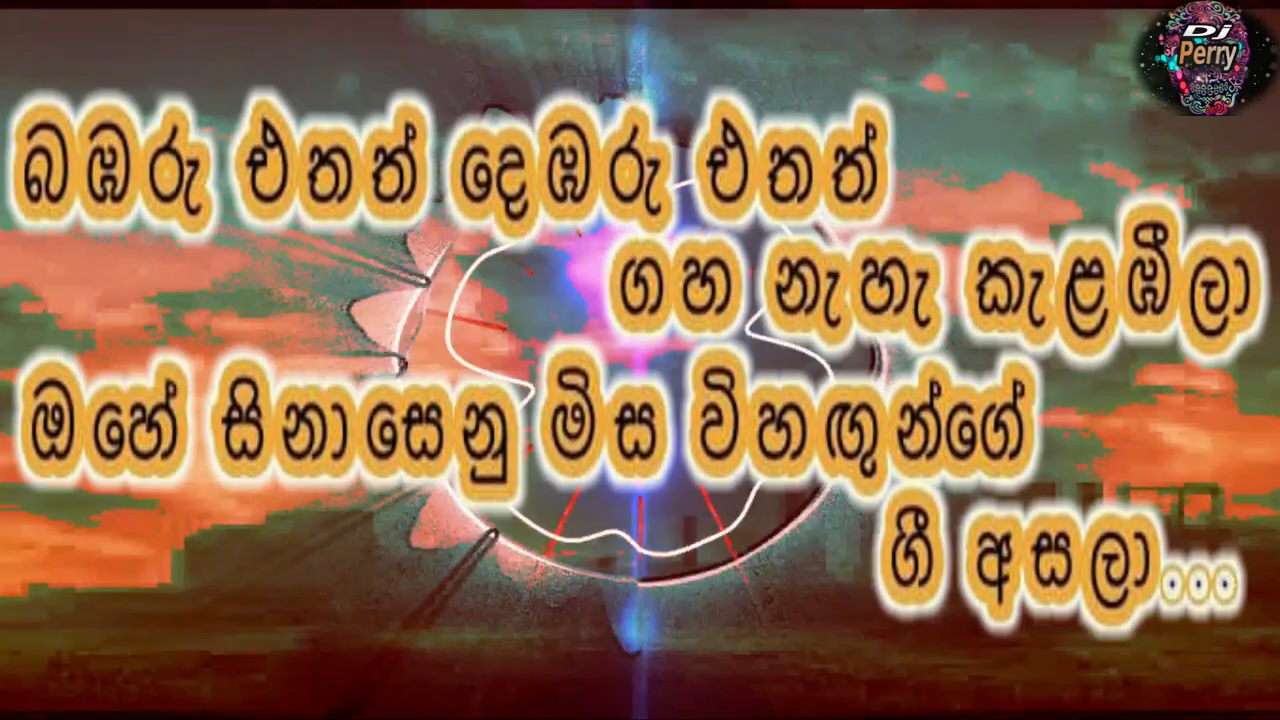 Dj
Perry
බඹරු එතත් දෙඹරු එතත්
ගහ නැහැ කැළඹීලා
ඔහේ සිනාසෙනු මිස විහඟුන්ගේ
ගී අසලා...